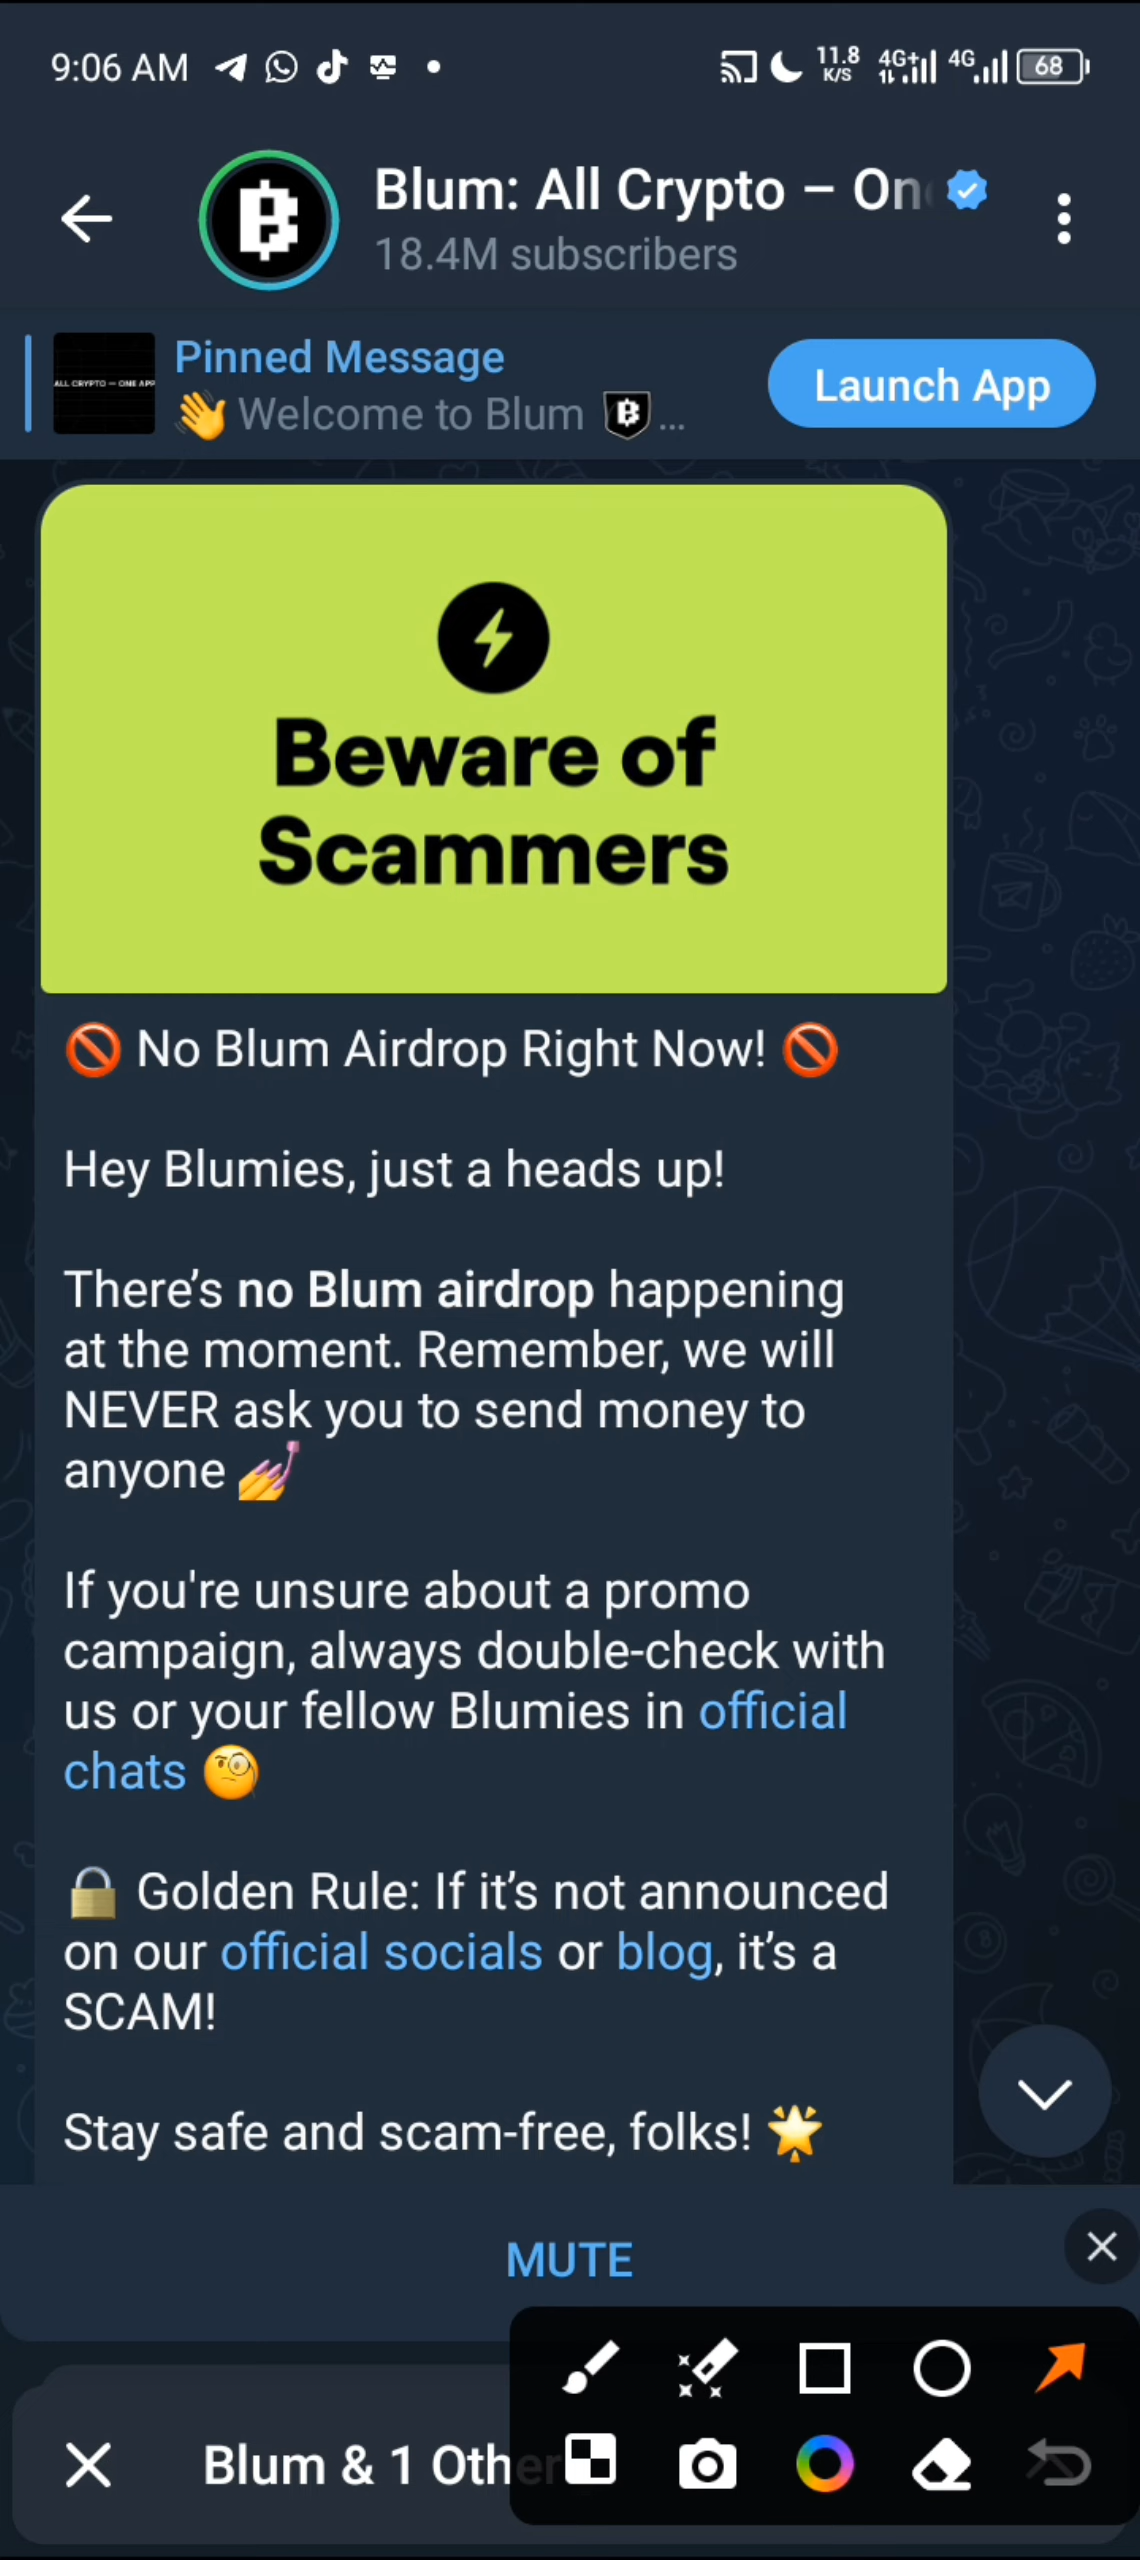 9:06 AM
11.8
K/S
4G+
4G
68
Blum: All Crypto – On
18.4M subscribers
ALL CRYPTO — ONE APP
Pinned Message
👋 Welcome to Blum ...
Launch App
Beware of
Scammers
🚫 No Blum Airdrop Right Now! 🚫
Hey Blumies, just a heads up!
There’s no Blum airdrop happening
at the moment. Remember, we will
NEVER ask you to send money to
anyone 💅
If you're unsure about a promo
campaign, always double-check with
us or your fellow Blumies in official
chats 🧐
🔒 Golden Rule: If it’s not announced
on our official socials or blog, it’s a
SCAM!
Stay safe and scam-free, folks! 🌟
MUTE
Blum & 1 Other